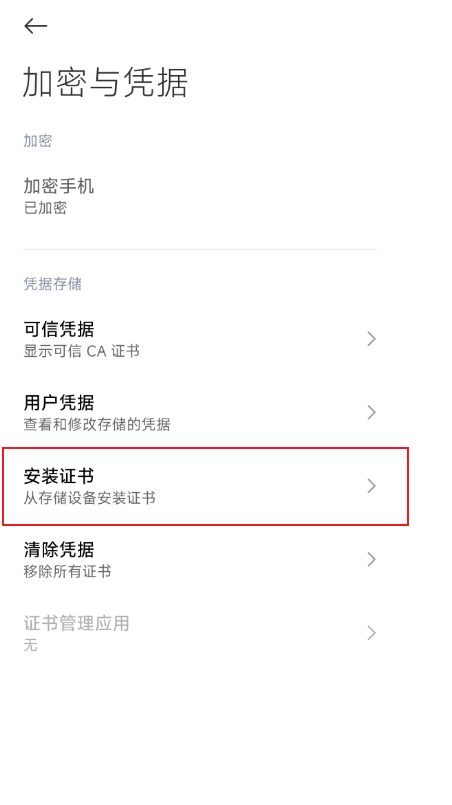 加密与凭据
加密
加密手机
已加密
凭据存储
可信凭据
显示可信 CA 证书
用户凭据
查看和修改存储的凭据
安装证书
从存储设备安装证书
清除凭据
移除所有证书
证书管理应用
无